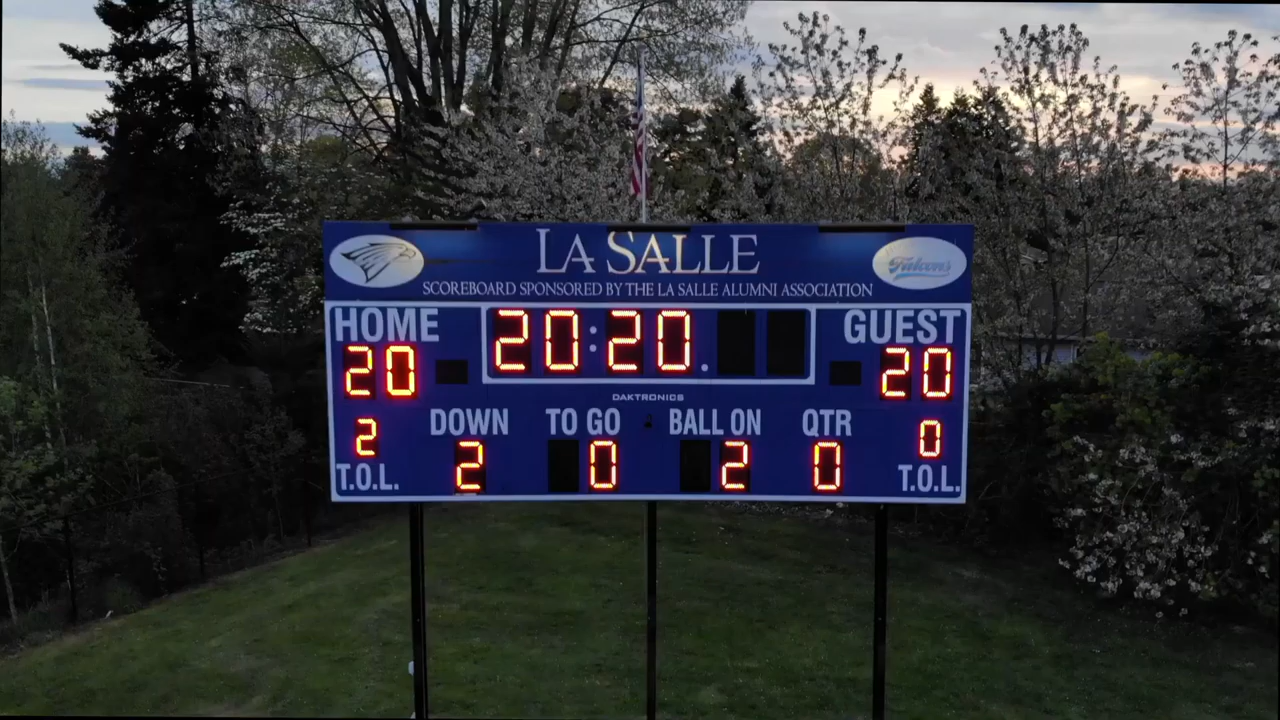 LA SALLE
Falcons
SCOREBOARD SPONSORED BY THE LA SALLE ALUMNI ASSOCIATION
HOME 20:20. GUEST
20 20
DAKTRONICS
DOWN TO GO BALL ON QTR
2 2 0 2 0 0
T.O.L. T.O.L.